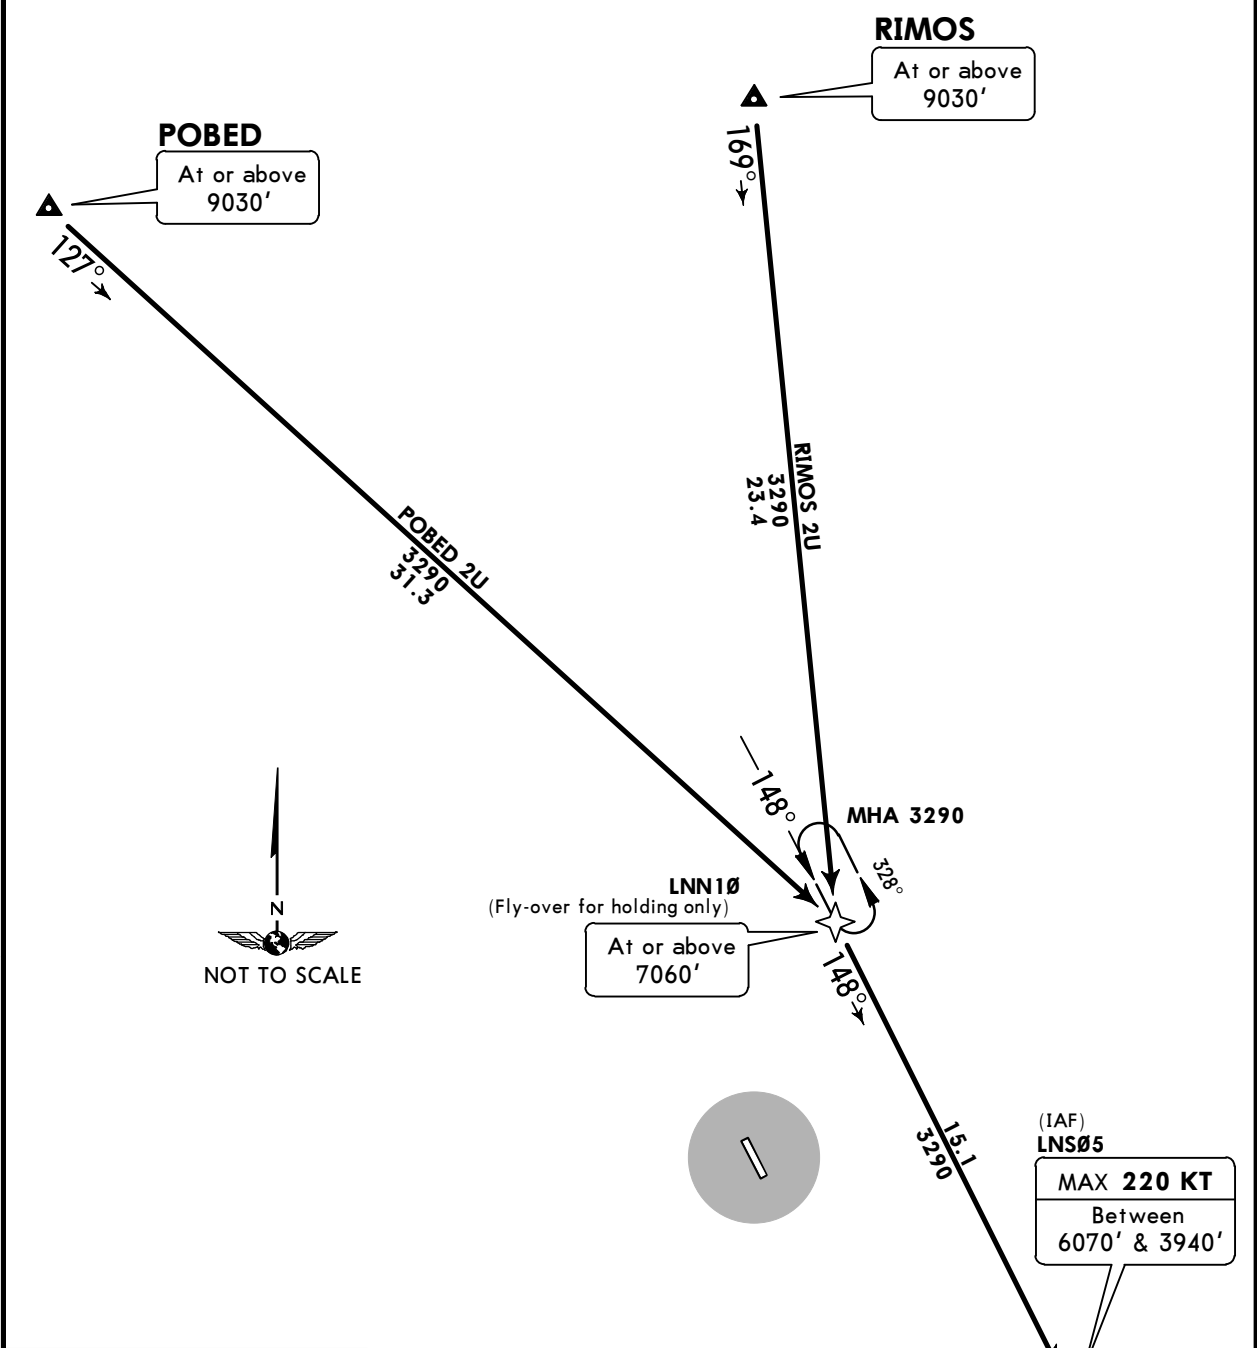 RIMOS
At or above
9030'
POBED
At or above
9030'
169°
127°
RIMOS 2U
3290
23.4
POBED 2U
3290
31.3
148°
MHA 3290
328°
LNN1Ø
(Fly-over for holding only)
At or above
7060'
148°
N
NOT TO SCALE
15.1
3290
(IAF)
LNSØ5
MAX 220 KT
Between
6070' & 3940'